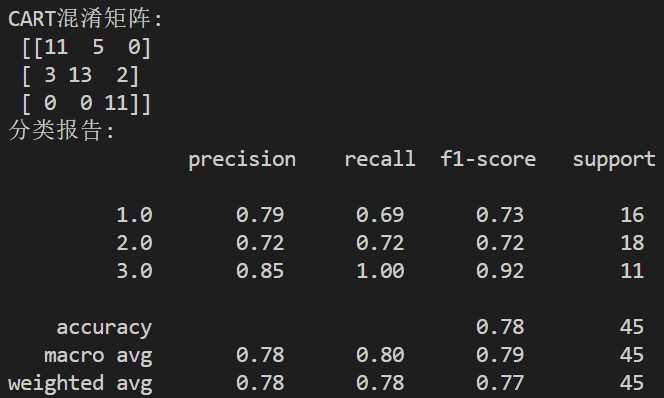 CART混淆矩阵:
[[11 5 0]
[ 3 13 2]
[ 0 0 11]]
分类报告:
precision recall f1-score support
1.0 0.79 0.69 0.73 16
2.0 0.72 0.72 0.72 18
3.0 0.85 1.00 0.92 11
accuracy 0.78 45
macro avg 0.78 0.80 0.79 45
weighted avg 0.78 0.78 0.77 45